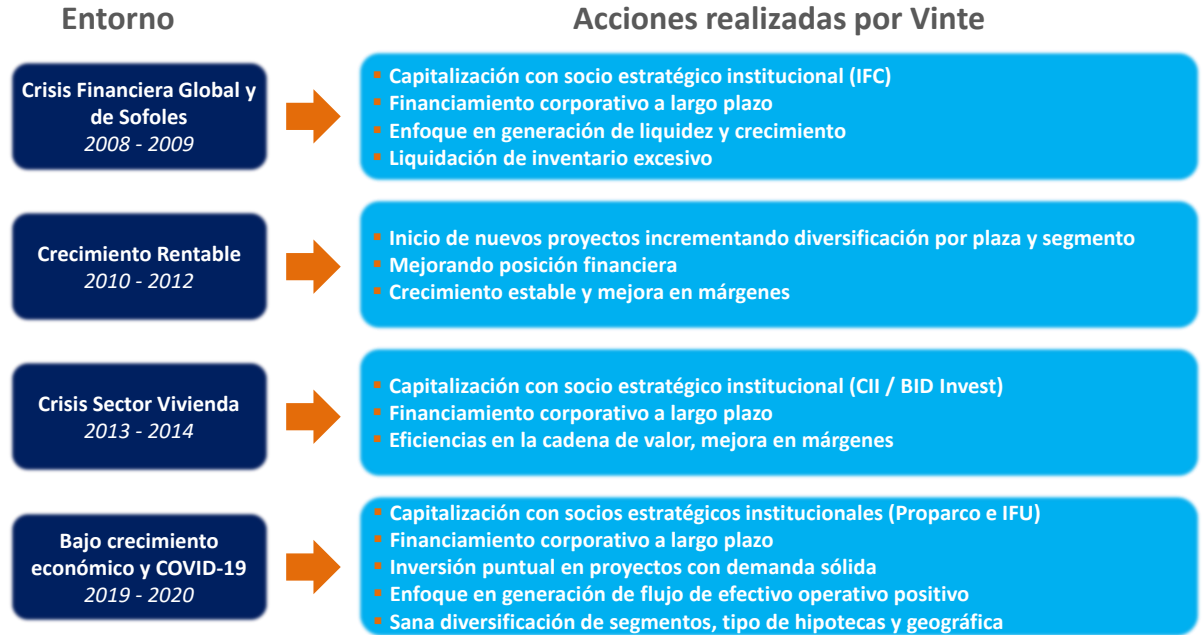 Entorno
Acciones realizadas por Vinte
Crisis Financiera Global y
de Sofoles
2008 - 2009
▪ Capitalización con socio estratégico institucional (IFC)
▪ Financiamiento corporativo a largo plazo
▪ Enfoque en generación de liquidez y crecimiento
▪ Liquidación de inventario excesivo
Crecimiento Rentable
2010 - 2012
▪ Inicio de nuevos proyectos incrementando diversificación por plaza y segmento
▪ Mejorando posición financiera
▪ Crecimiento estable y mejora en márgenes
Crisis Sector Vivienda
2013 - 2014
▪ Capitalización con socio estratégico institucional (CII / BID Invest)
▪ Financiamiento corporativo a largo plazo
▪ Eficiencias en la cadena de valor, mejora en márgenes
Bajo crecimiento
económico y COVID-19
2019 - 2020
▪ Capitalización con socios estratégicos institucionales (Proparco e IFU)
▪ Financiamiento corporativo a largo plazo
▪ Inversión puntual en proyectos con demanda sólida
▪ Enfoque en generación de flujo de efectivo operativo positivo
▪ Sana diversificación de segmentos, tipo de hipotecas y geográfica